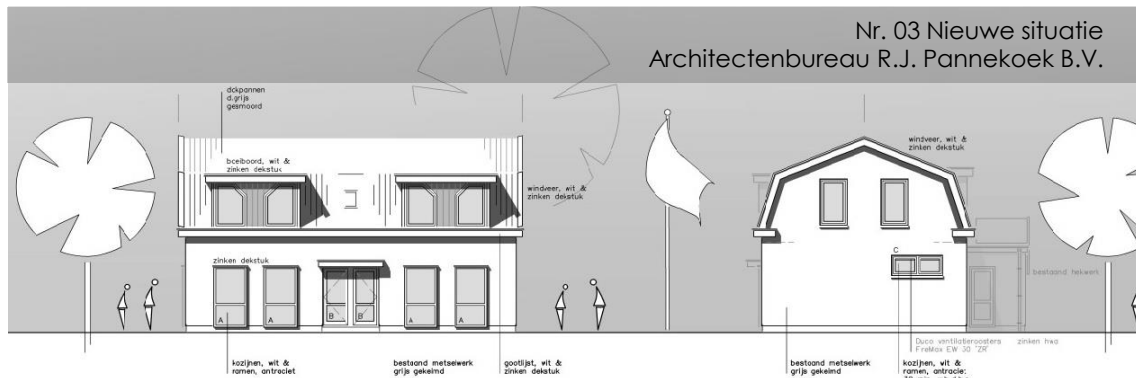 Nr. 03 Nieuwe situatie
Architectenbureau R.J. Pannekoek B.V.
dakpannen
d.grijs
gesmoord
boeiboord, wit &
zinken dekstuk
windveer, wit &
zinken dekstuk
windveer, wit &
zinken dekstuk
zinken dekstuk
A
A
B
B
A
A
C
bestaand hekwerk
Duco ventilatieroosters
zinken hwa
kozijnen, wit &
ramen, antraciet
bestaand metselwerk
grijs gekeimd
gootlijst, wit &
zinken dekstuk
bestaand metselwerk
grijs gekeimd
kozijnen, wit &
ramen,